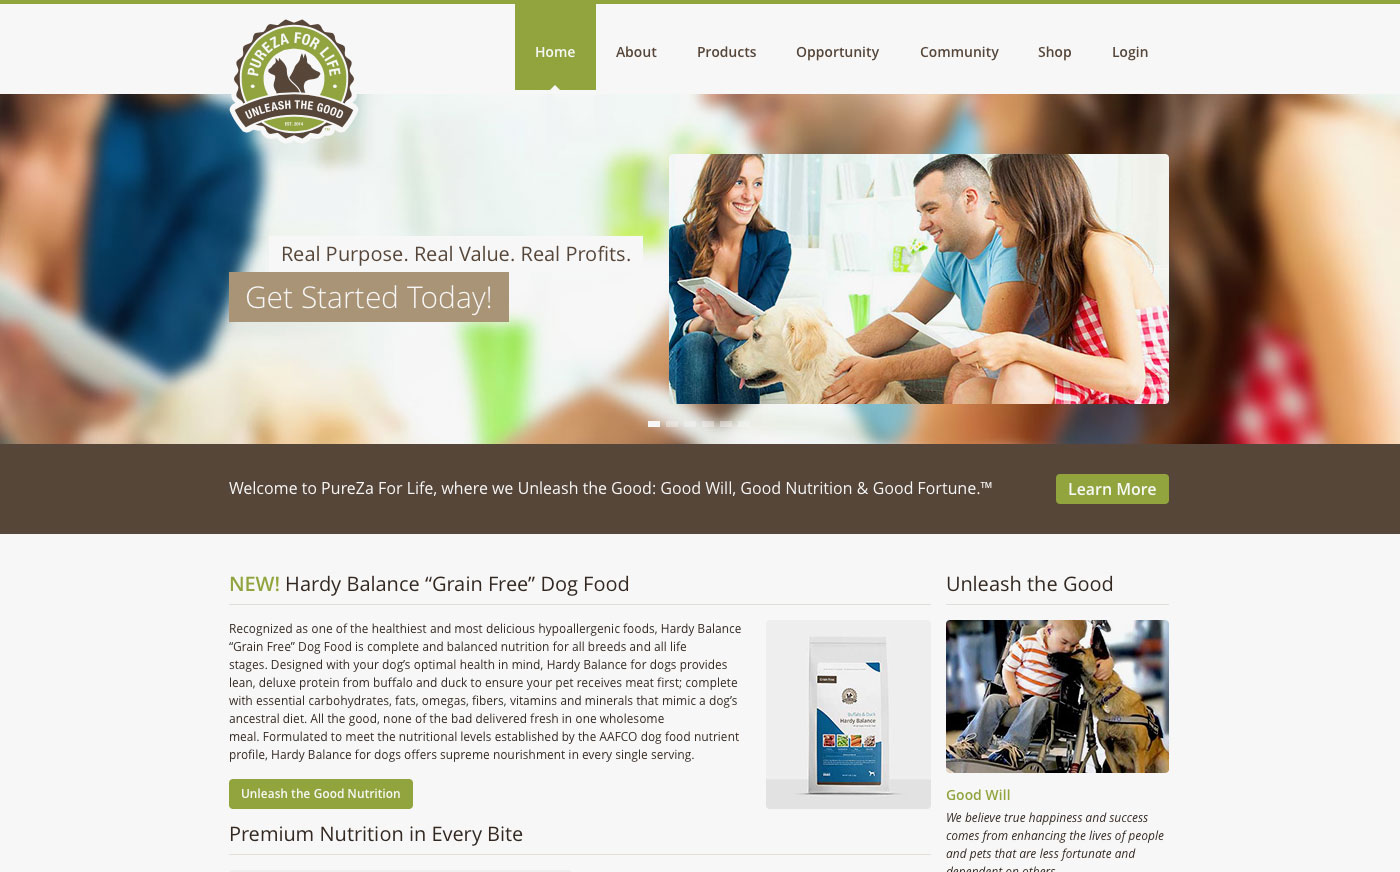 PUREZA FOR LIFE
UNLEASH THE GOOD
EST. 2014
Home
About
Products
Opportunity
Community
Shop
Login
Real Purpose. Real Value. Real Profits.
Get Started Today!
Welcome to PureZa For Life, where we Unleash the Good: Good Will, Good Nutrition & Good Fortune.™
Learn More
NEW! Hardy Balance “Grain Free” Dog Food
Recognized as one of the healthiest and most delicious hypoallergenic foods, Hardy Balance
“Grain Free” Dog Food is complete and balanced nutrition for all breeds and all life
stages. Designed with your dog’s optimal health in mind, Hardy Balance for dogs provides
lean, deluxe protein from buffalo and duck to ensure your pet receives meat first; complete
with essential carbohydrates, fats, omegas, fibers, vitamins and minerals that mimic a dog’s
ancestral diet. All the good, none of the bad delivered fresh in one wholesome
meal. Formulated to meet the nutritional levels established by the AAFCO dog food nutrient
profile, Hardy Balance for dogs offers supreme nourishment in every single serving.
Unleash the Good Nutrition
Grain Free
Buffalo & Duck
Hardy Balance
Premium Nutrition in Every Bite
Unleash the Good
Good Will
We believe true happiness and success
comes from enhancing the lives of people
and pets that are less fortunate and
dependent on others.